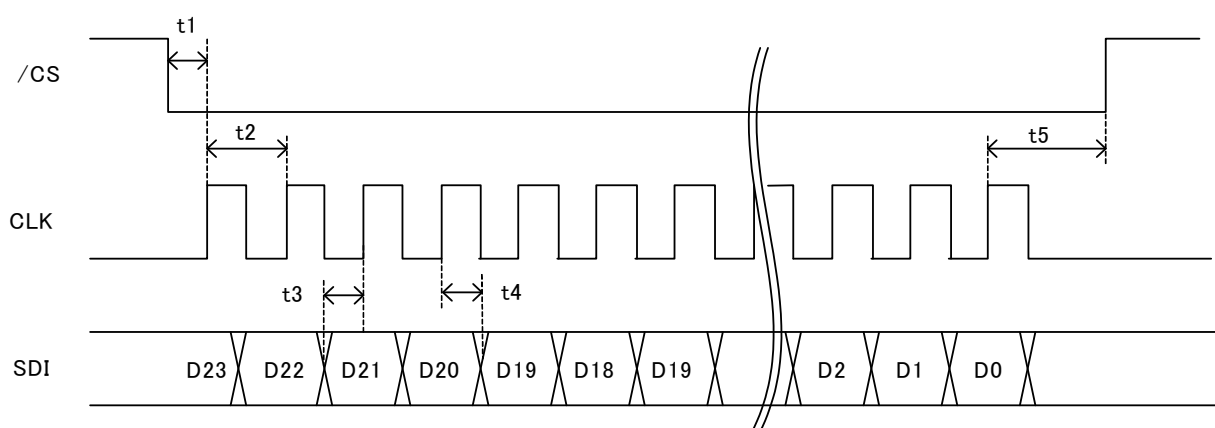 t1
/CS
t2
t5
CLK
t3
t4
SDI
D23 D22 D21 D20 D19 D18 D19 D2 D1 D0